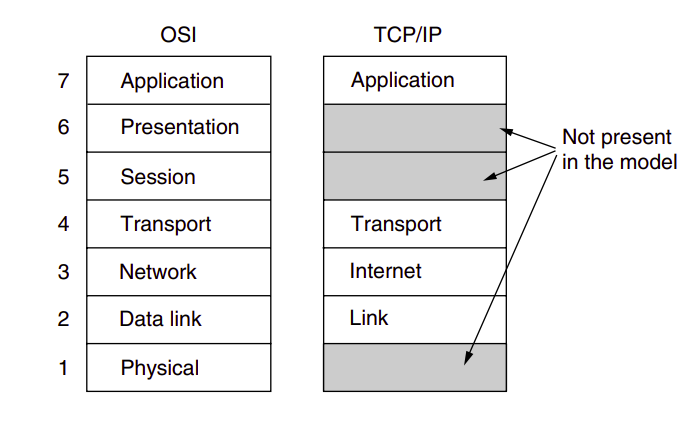 OSI TCP/IP
7 Application Application
6 Presentation
Not present
in the model
5 Session
4 Transport Transport
3 Network Internet
2 Data link Link
1 Physical